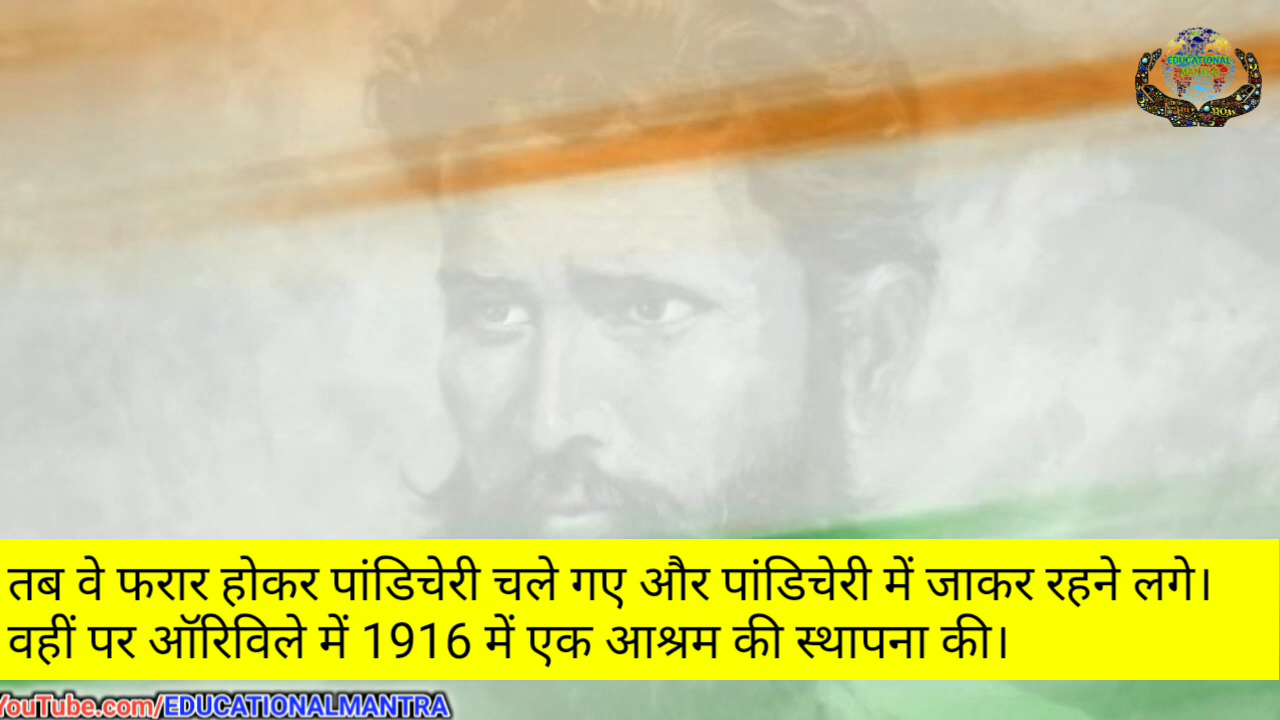 EDUCATIONAL
MANTRA
तब वे फरार होकर पांडिचेरी चले गए और पांडिचेरी में जाकर रहने लगे।
वहीं पर ऑरिविले में 1916 में एक आश्रम की स्थापना की।
YouTube.com/EDUCATIONALMANTRA